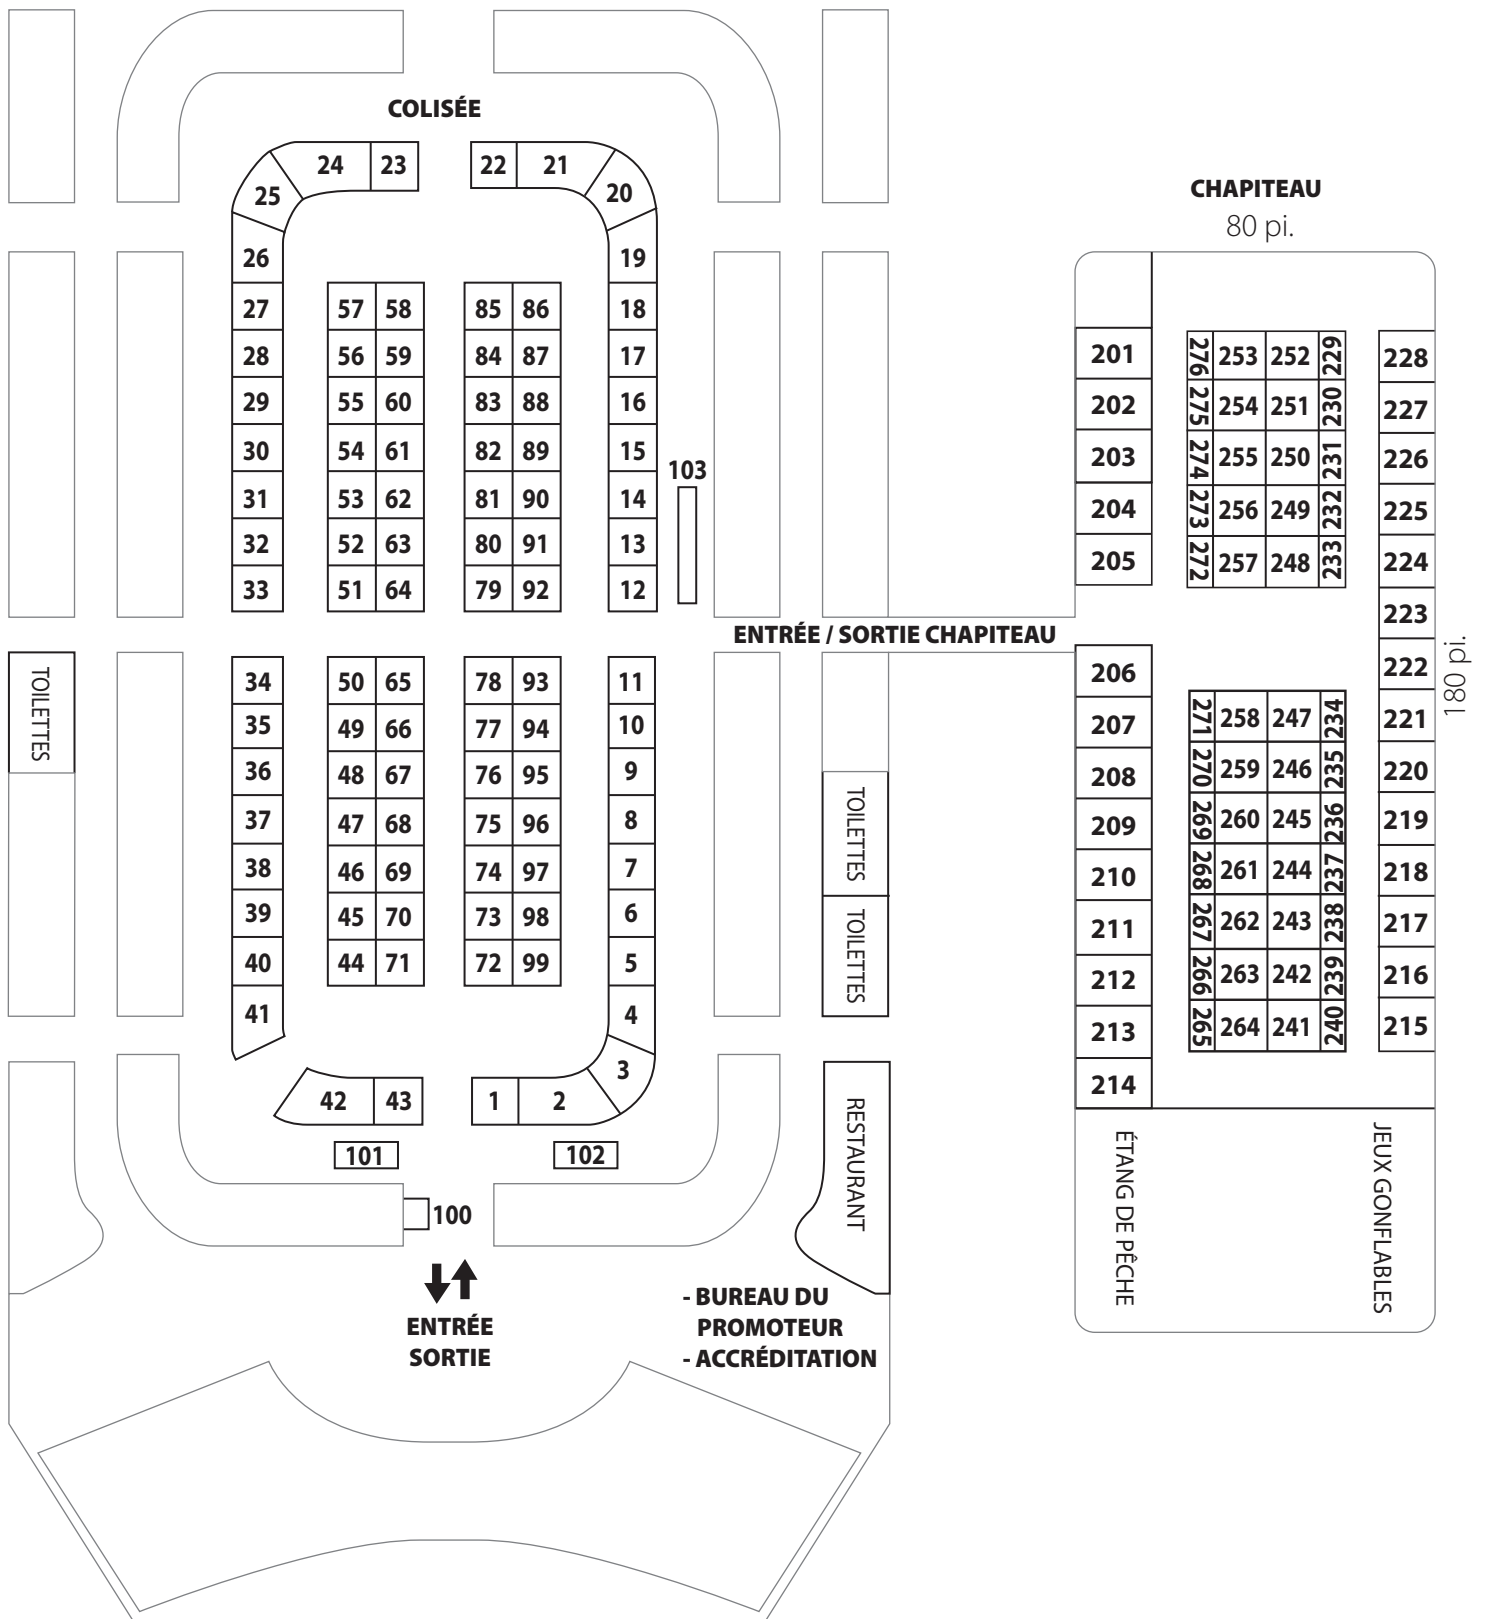 COLISÉE
24 23 22 21
25 20
26 19
27 57 58 85 86 18
28 56 59 84 87 17
29 55 60 83 88 16
30 54 61 82 89 15
103
31 53 62 81 90 14
32 52 63 80 91 13
33 51 64 79 92 12
ENTRÉE / SORTIE CHAPITEAU
34 50 65 78 93 11
35 49 66 77 94 10
36 48 67 76 95 9
37 47 68 75 96 8
38 46 69 74 97 7
39 45 70 73 98 6
40 44 71 72 99 5
41 4
3
42 43 1 2
101 102
100
TOILETTES
TOILETTES
TOILETTES
RESTAURANT
ENTRÉE
SORTIE
- BUREAU DU
PROMOTEUR
- ACCRÉDITATION
CHAPITEAU
80 pi.
180 pi.
201 276 253 252 229 228
202 275 254 251 230 227
203 274 255 250 231 226
204 273 256 249 232 225
205 272 257 248 233 224
223
206 222
207 271 258 247 234 221
208 270 259 246 235 220
209 269 260 245 236 219
210 268 261 244 237 218
211 267 262 243 238 217
212 266 263 242 239 216
213 265 264 241 240 215
214
ÉTANG DE PÊCHE
JEUX GONFLABLES